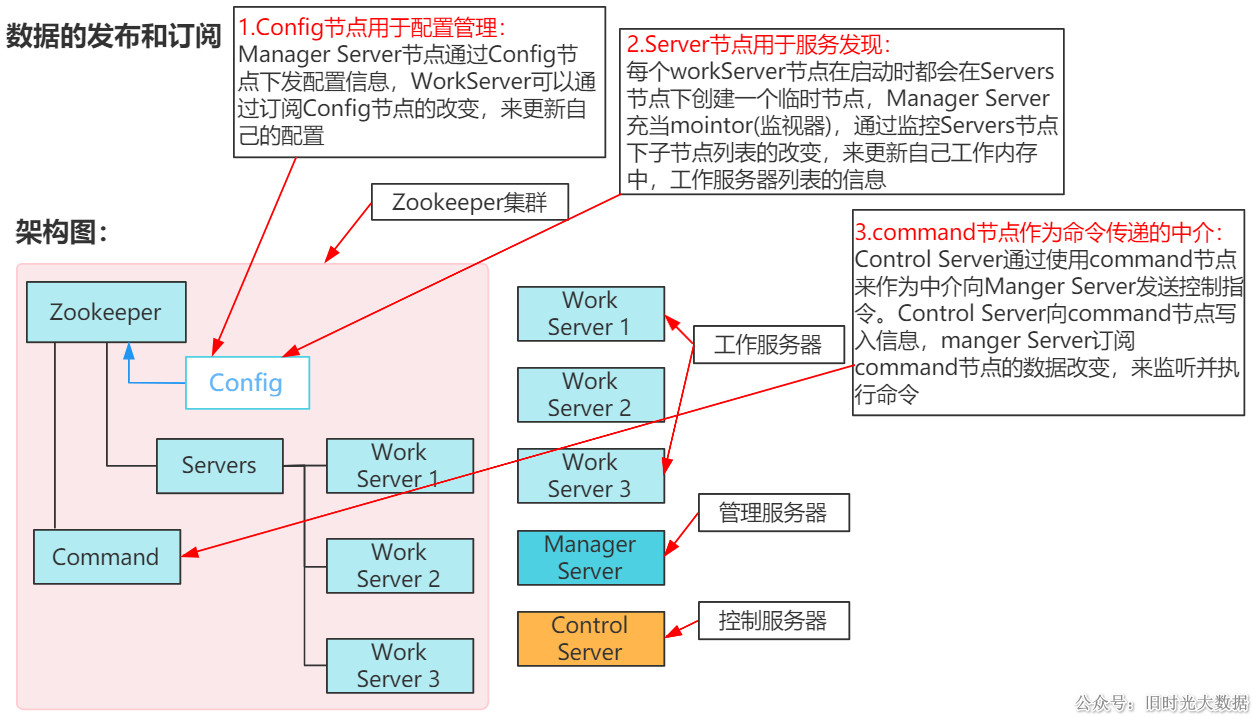 数据的发布和订阅
1.Config节点用于配置管理：
Manager Server节点通过Config节
点下发配置信息，WorkServer可以通
过订阅Config节点的改变，来更新自
己的配置
2.Server节点用于服务发现：
每个workServer节点在启动时都会在Servers
节点下创建一个临时节点，Manager Server
充当mointor(监视器)，通过监控Servers节点
下子节点列表的改变，来更新自己工作内存
中，工作服务器列表的信息
Zookeeper集群
3.command节点作为命令传递的中介：
Control Server通过使用command节点
来作为中介向Manger Server发送控制指
令。Control Server向command节点写
入信息，manger Server订阅
command节点的数据改变，来监听并执
行命令
架构图：
Zookeeper
Config
Servers
Command
Work
Server 1
Work
Server 2
Work
Server 3
Work
Server 1
Work
Server 2
Work
Server 3
Manager
Server
Control
Server
工作服务器
管理服务器
控制服务器
公众号：旧时光大数据